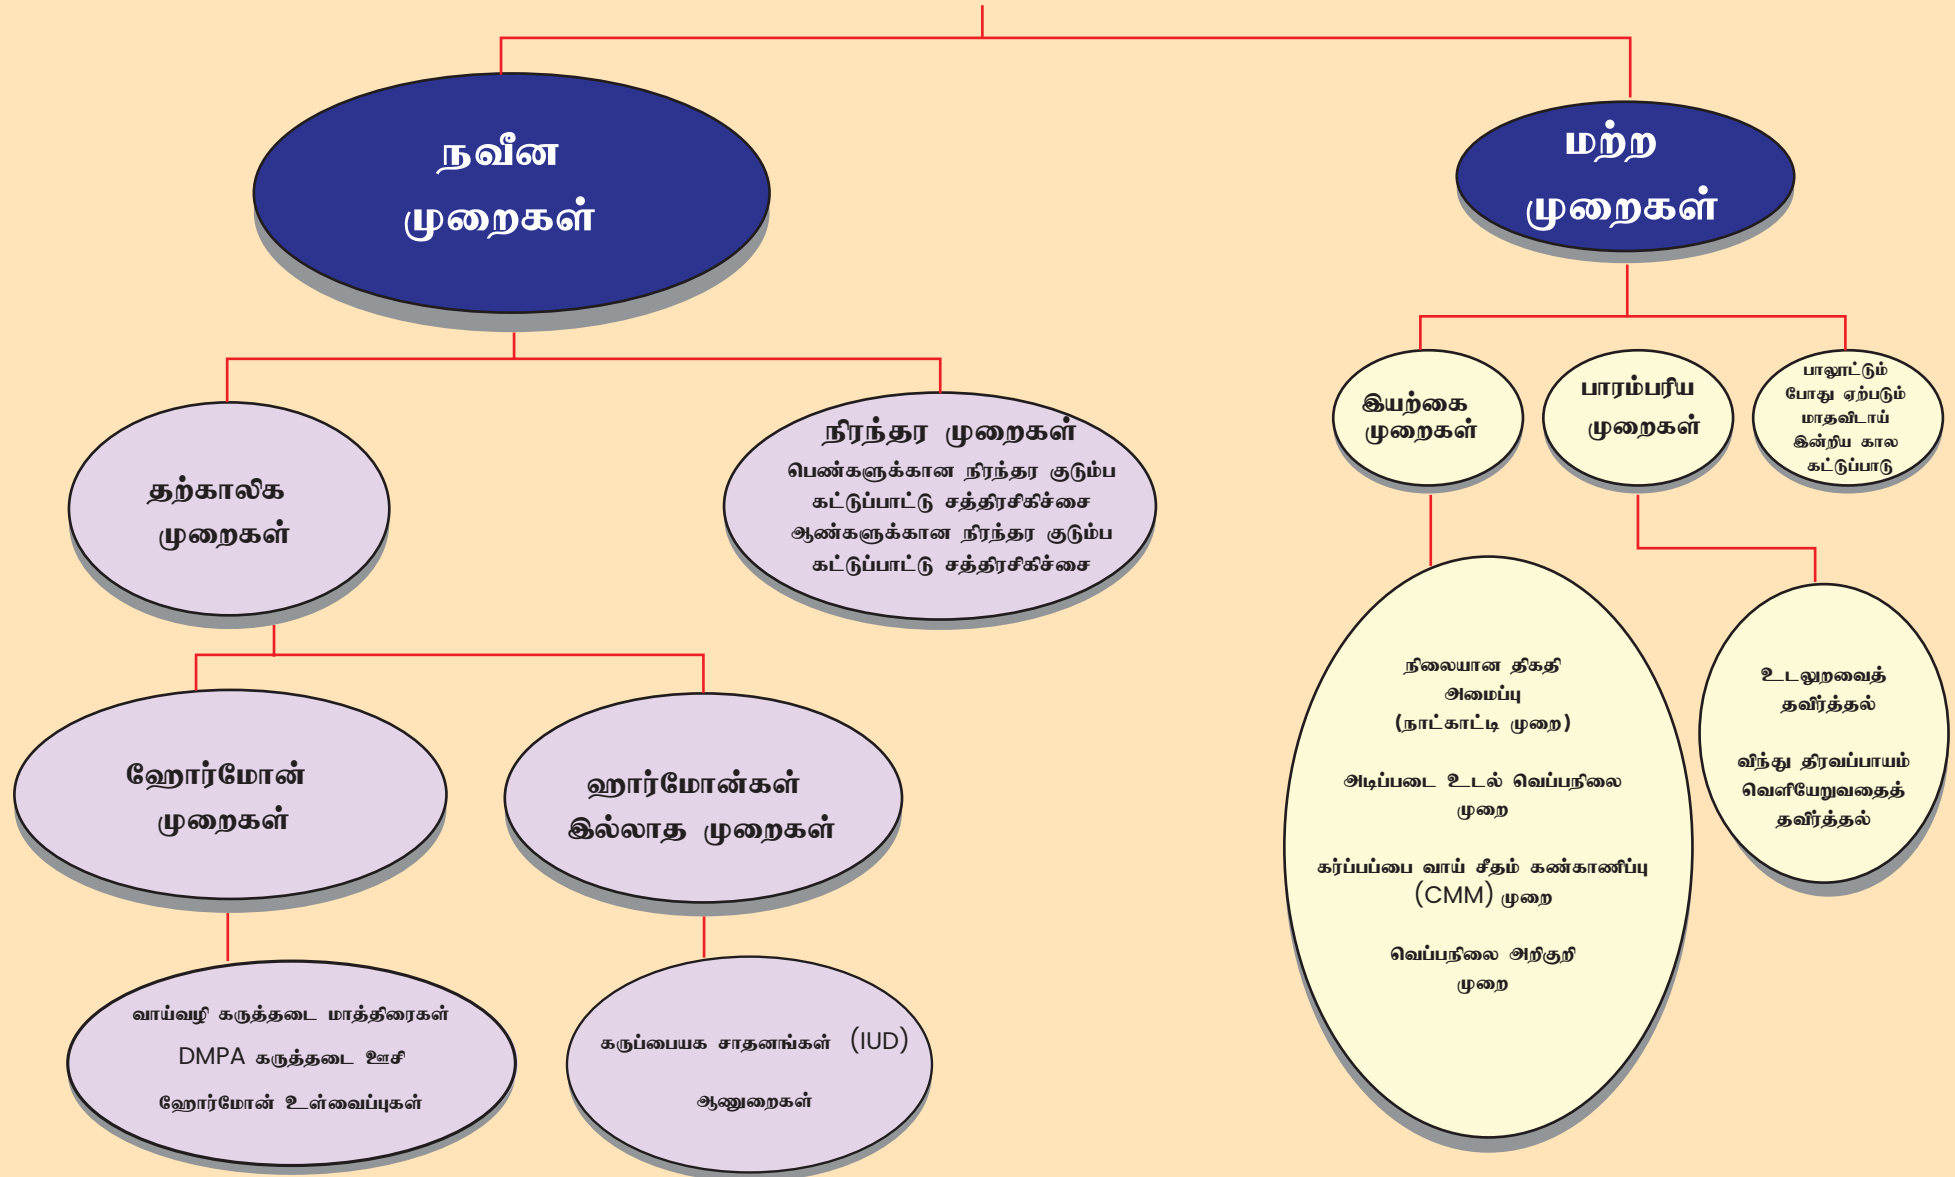 நவீன
முறைகள்
மற்ற
முறைகள்
தற்காலிக
முறைகள்
நிரந்தர முறைகள்
பெண்களுக்கான நிரந்தர குடும்ப
கட்டுப்பாட்டு சத்திரசிகிச்சை
ஆண்களுக்கான நிரந்தர குடும்ப
கட்டுப்பாட்டு சத்திரசிகிச்சை
இயற்கை
முறைகள்
பாரம்பரிய
முறைகள்
பாலூட்டும்
போது ஏற்படும்
மாதவிடாய்
இன்றிய கால
கட்டுப்பாடு
ஹோர்மோன்
முறைகள்
ஹார்மோன்கள்
இல்லாத முறைகள்
நிலையான திகதி
அமைப்பு
(நாட்காட்டி முறை)
அடிப்படை உடல் வெப்பநிலை
முறை
கர்ப்பப்பை வாய் சீதம் கண்காணிப்பு
(CMM) முறை
வெப்பநிலை அறிகுறி
முறை
உடலுறவைத்
தவிர்த்தல்
விந்து திரவப்பாயம்
வெளியேறுவதைத்
தவிர்த்தல்
வாய்வழி கருத்தடை மாத்திரைகள்
DMPA கருத்தடை ஊசி
ஹோர்மோன் உள்வைப்புகள்
கருப்பையக சாதனங்கள் (IUD)
ஆணுறைகள்